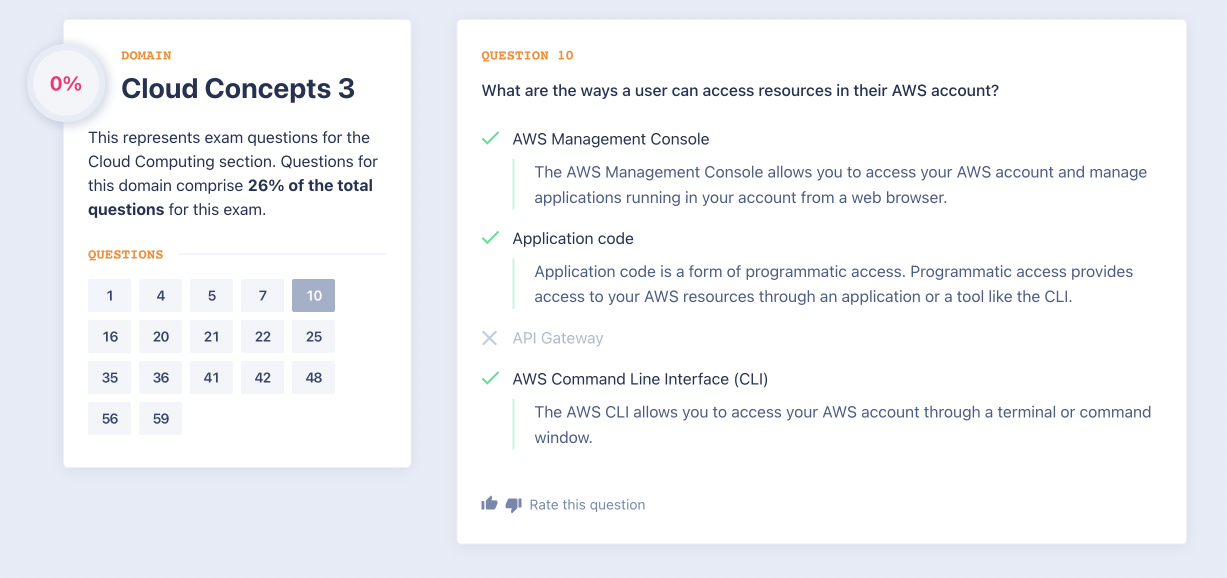 0%
DOMAIN
Cloud Concepts 3
This represents exam questions for the
Cloud Computing section. Questions for
this domain comprise 26% of the total
questions for this exam.
QUESTIONS
1 4 5 7 10
16 20 21 22 25
35 36 41 42 48
56 59
QUESTION 10
What are the ways a user can access resources in their AWS account?
AWS Management Console
The AWS Management Console allows you to access your AWS account and manage
applications running in your account from a web browser.
Application code
Application code is a form of programmatic access. Programmatic access provides
access to your AWS resources through an application or a tool like the CLI.
API Gateway
AWS Command Line Interface (CLI)
The AWS CLI allows you to access your AWS account through a terminal or command
window.
Rate this question